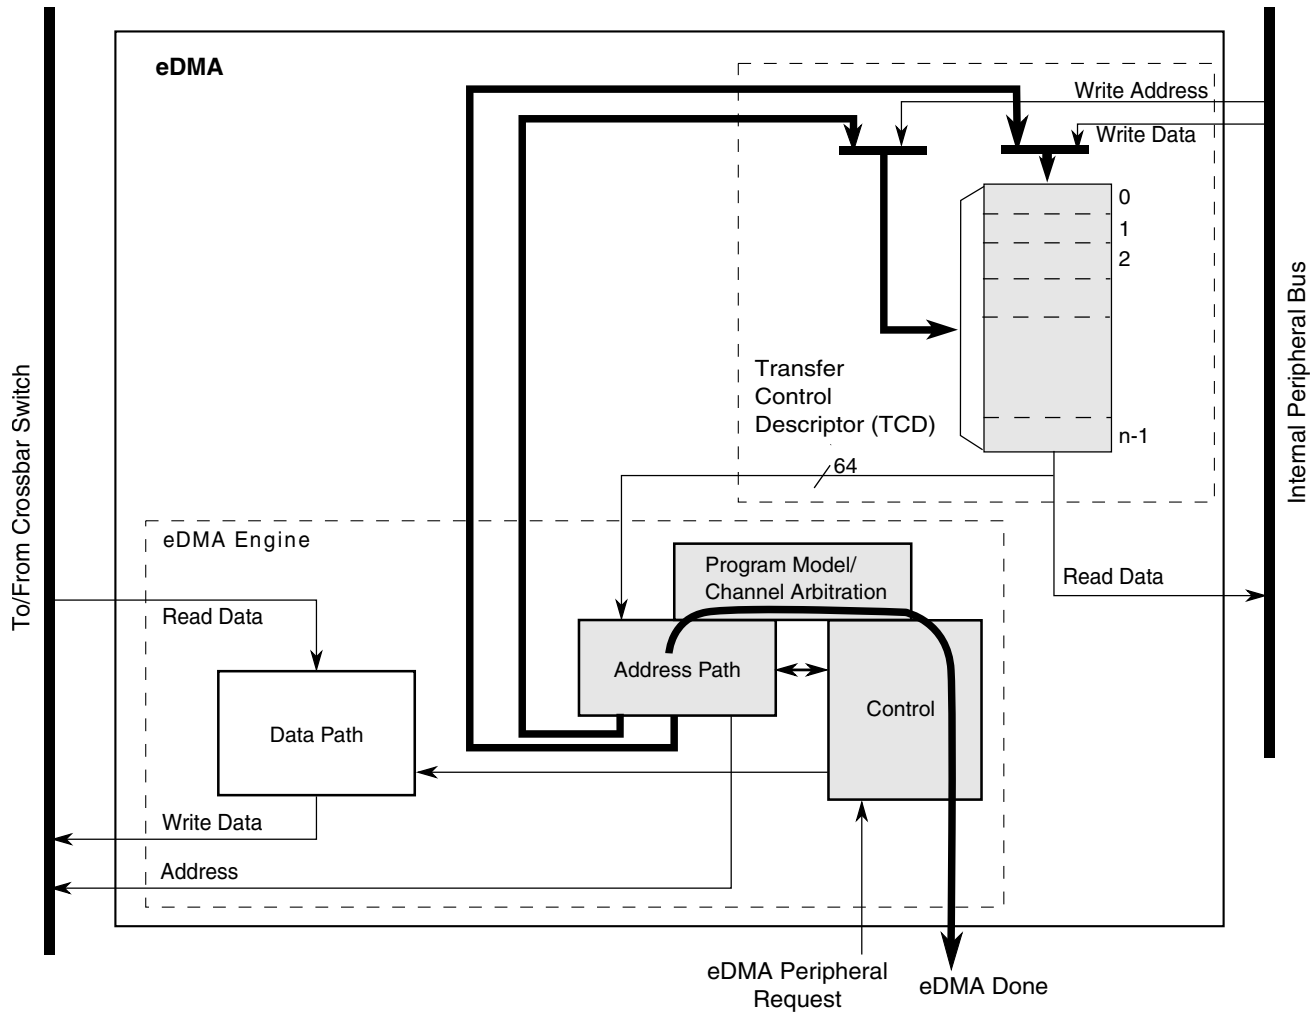 eDMA
Write Address
Write Data
0
1
2
Transfer
Control
Descriptor (TCD)
n-1
64
To/From Crossbar Switch
Internal Peripheral Bus
eDMA Engine
Program Model/
Channel Arbitration
Read Data
Read Data
Address Path
Control
Data Path
Write Data
Address
eDMA Peripheral
Request
eDMA Done